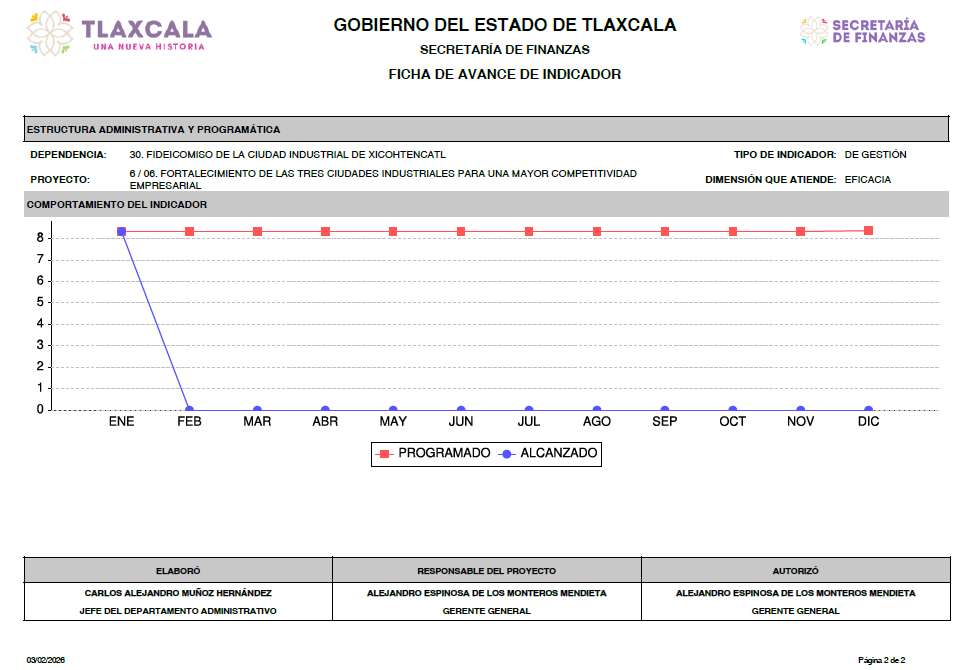 TLAXCALA
UNA NUEVA HISTORIA
GOBIERNO DEL ESTADO DE TLAXCALA
SECRETARÍA DE FINANZAS
FICHA DE AVANCE DE INDICADOR
SECRETARÍA
DE FINANZAS
ESTRUCTURA ADMINISTRATIVA Y PROGRAMÁTICA
DEPENDENCIA: 30. FIDEICOMISO DE LA CIUDAD INDUSTRIAL DE XICOHTENCATL TIPO DE INDICADOR: DE GESTIÓN
PROYECTO: 6 / 06. FORTALECIMIENTO DE LAS TRES CIUDADES INDUSTRIALES PARA UNA MAYOR COMPETITIVIDAD
EMPRESARIAL
DIMENSIÓN QUE ATIENDE: EFICACIA
COMPORTAMIENTO DEL INDICADOR
8
7
6
5
4
3
2
1
0
ENE FEB MAR ABR MAY JUN JUL AGO SEP OCT NOV DIC
PROGRAMADO ALCANZADO
ELABORÓ RESPONSABLE DEL PROYECTO AUTORIZÓ
CARLOS ALEJANDRO MUÑOZ HERNÁNDEZ ALEJANDRO ESPINOSA DE LOS MONTEROS MENDIETA ALEJANDRO ESPINOSA DE LOS MONTEROS MENDIETA
JEFE DEL DEPARTAMENTO ADMINISTRATIVO GERENTE GENERAL GERENTE GENERAL
03/02/2026 Página 2 de 2